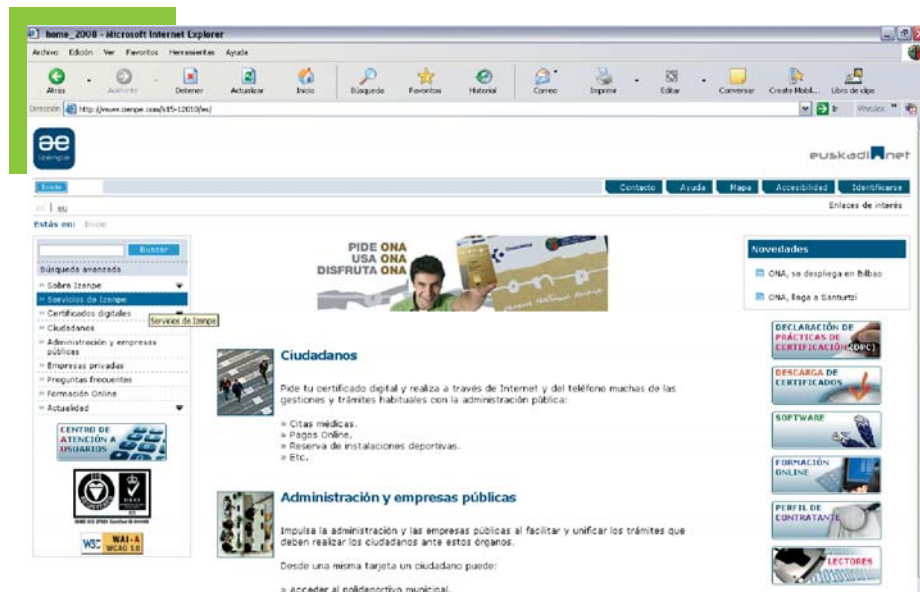 home_2008 - Microsoft Internet Explorer
Archivo Edición Ver Favoritos Herramientas Ayuda
Atrás Adelante Detener Actualizar Inicio Búsqueda Favoritos Historial Correo Imprimir Editar Conversar Create Mobil... Libro de clips
Dirección http://www.izenpe.com/s15-12010/es/
izenpe
euskadi net
Inicio
Contacto Ayuda Mapa Accesibilidad Identificarse
es | eu
Enlaces de interés
Estás en: Inicio
Buscar
Búsqueda avanzada
» Sobre Izenpe
» Servicios de Izenpe
» Certificados digitales
Servicios de Izenpe
» Ciudadanos
» Administración y empresas
públicas
» Empresas privadas
» Preguntas frecuentes
» Formación Online
» Actualidad
CENTRO DE
ATENCIÓN A
USUARIOS
W3C WAI-A
WCAG 1.0
PIDE ONA
USA ONA
DISFRUTA ONA
ona
Ciudadanos
Pide tu certificado digital y realiza a través de Internet y del teléfono muchas de las
gestiones y trámites habituales con la administración pública:
» Citas médicas.
» Pagos Online.
» Reserva de instalaciones deportivas.
» Etc.
Administración y empresas públicas
Impulsa la administración y las empresas públicas al facilitar y unificar los trámites que
deben realizar los ciudadanos ante estos órganos.
Desde una misma tarjeta un ciudadano puede:
» Acceder al polideportivo municipal.
Novedades
ONA, se despliega en Bilbao
ONA, llega a Santurtzi
DECLARACIÓN DE
PRÁCTICAS DE
CERTIFICACIÓN (DPC)
DESCARGA DE
CERTIFICADOS
SOFTWARE
FORMACIÓN
ONLINE
PERFIL DE
CONTRATANTE
LECTORES